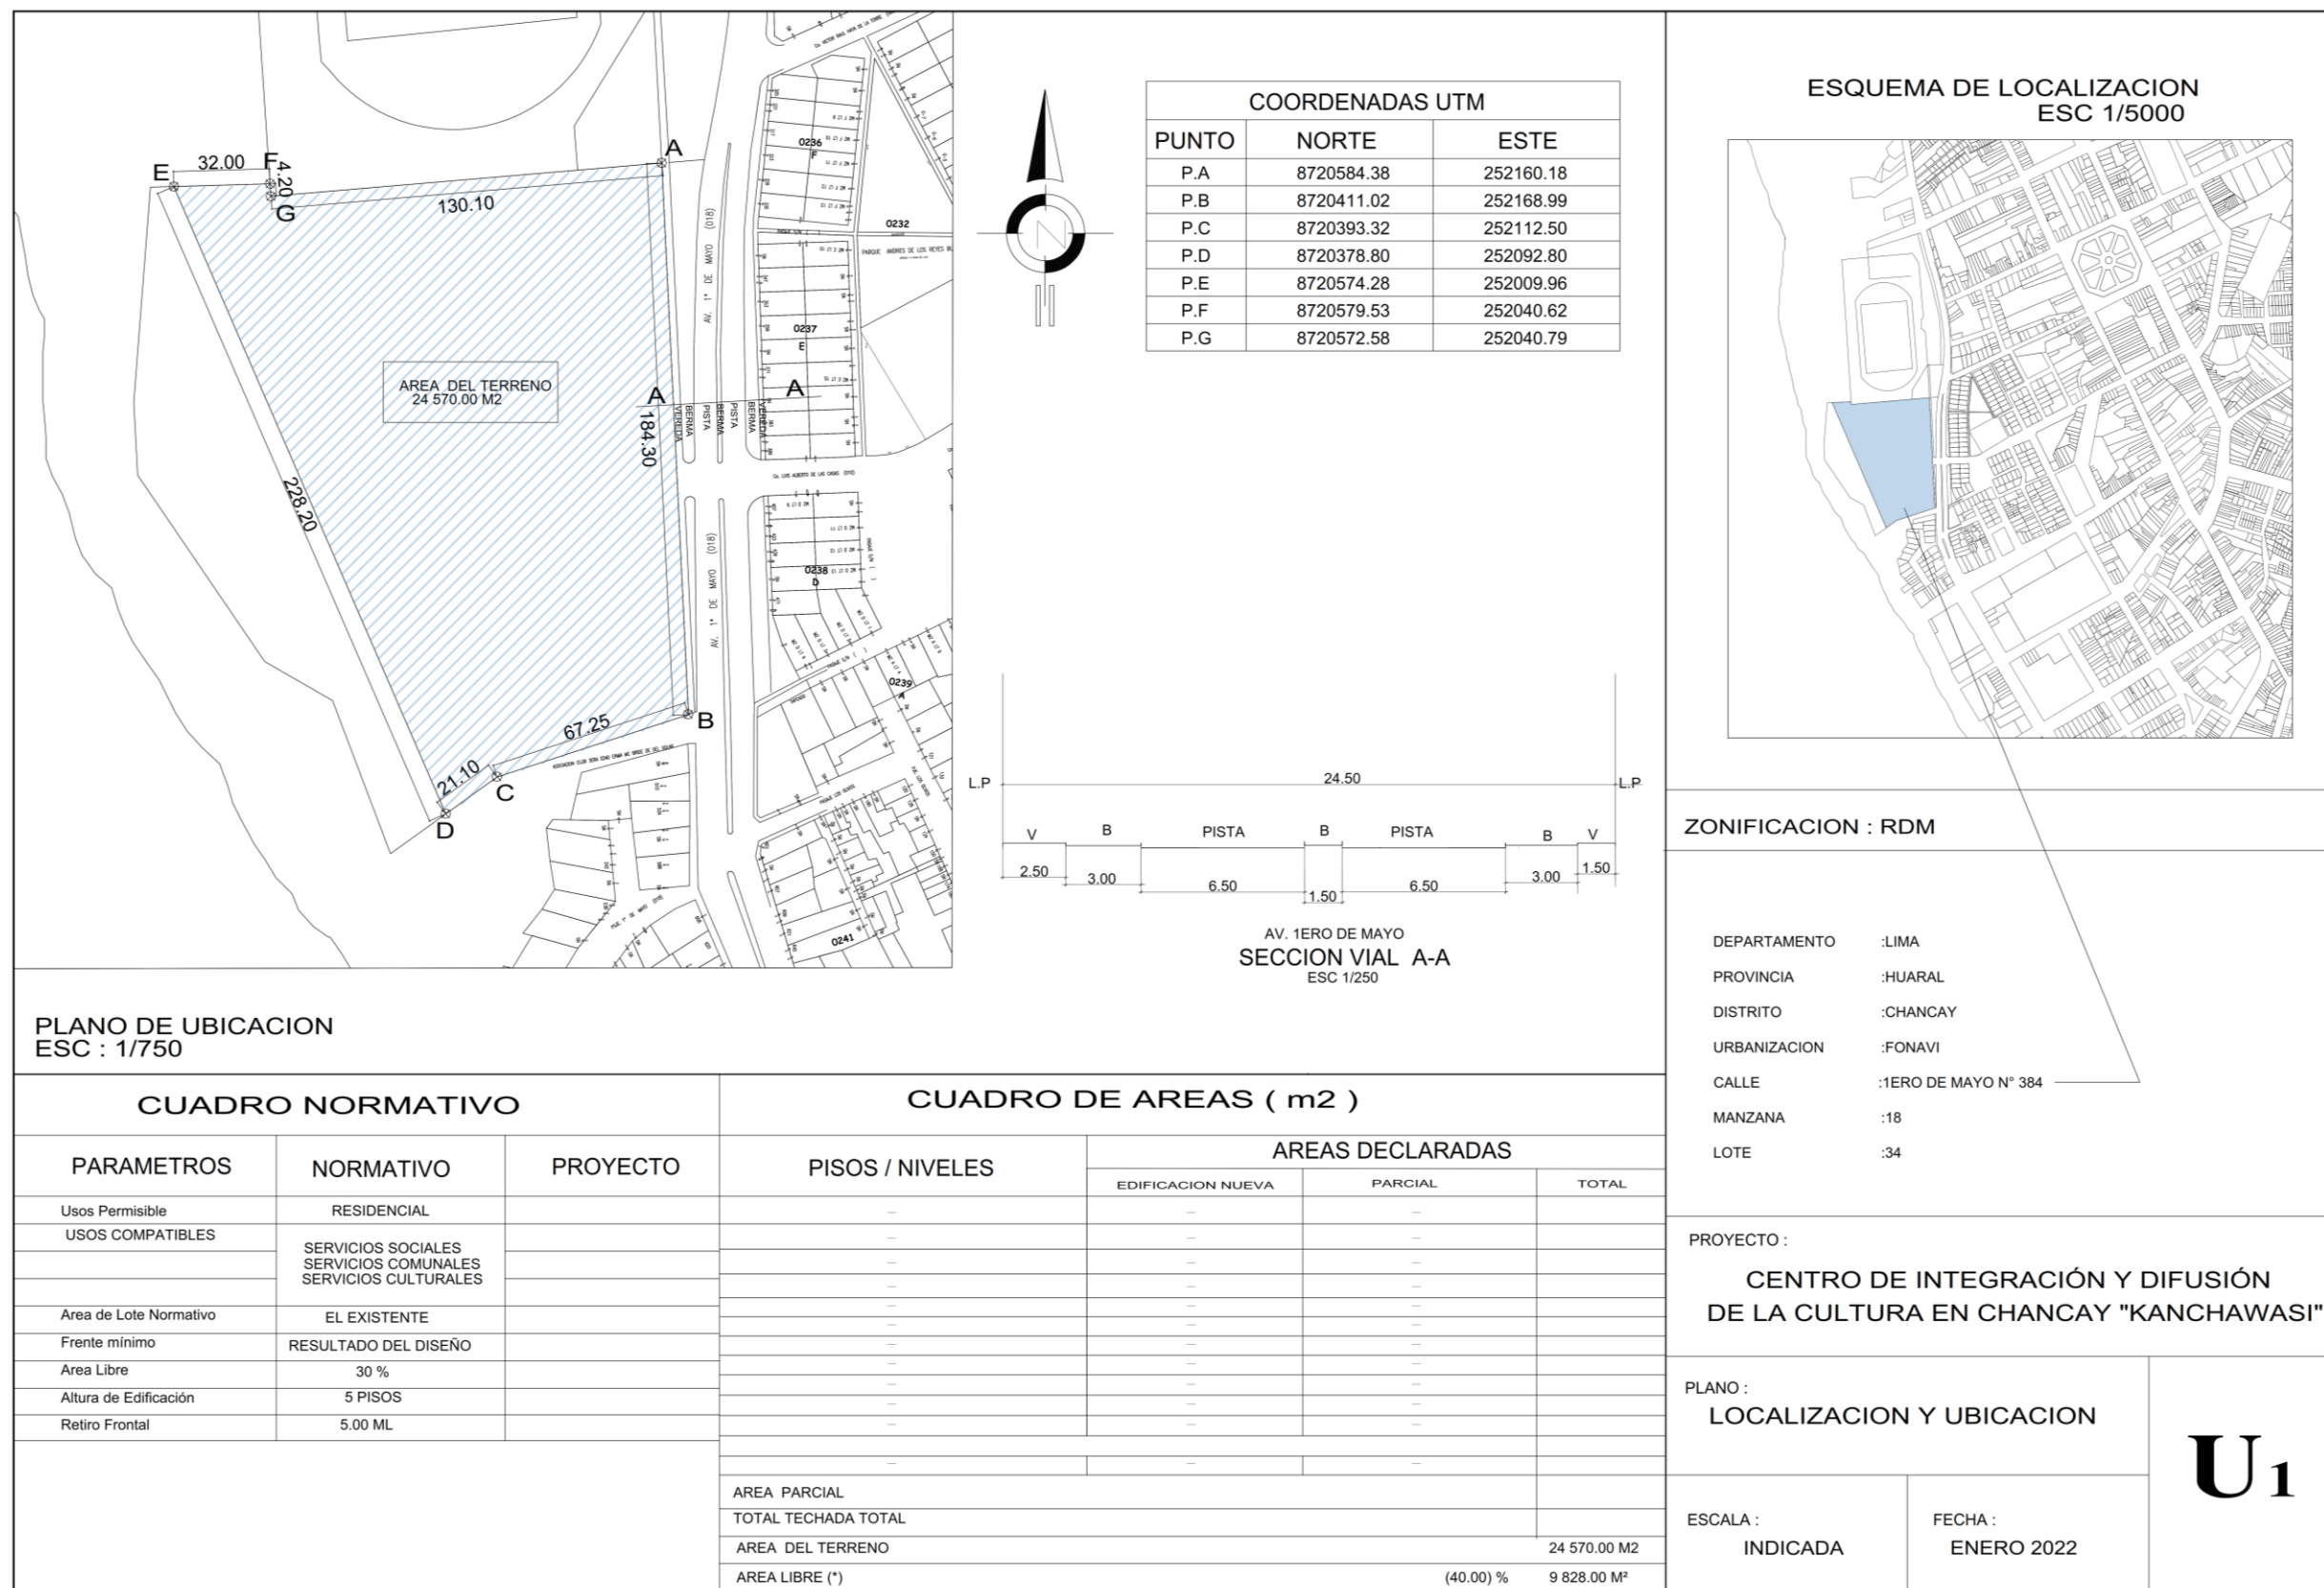 E
32.00
F
4.20
G
130.10
A
AREA DEL TERRENO
24 570.00 M2
228.20
184.30
67.25
21.10
B
C
D
A
A
VEREDA
BERMA
PISTA
BERMA
PISTA
BERMA
VEREDA
AV. 1° DE MAYO (018)
AV. 1° DE MAYO (018)
0236
F
0232
0237
E
0238
D
0239
A
0241
PLANO DE UBICACION
ESC : 1/750
COORDENADAS UTM
PUNTO NORTE ESTE
P.A 8720584.38 252160.18
P.B 8720411.02 252168.99
P.C 8720393.32 252112.50
P.D 8720378.80 252092.80
P.E 8720574.28 252009.96
P.F 8720579.53 252040.62
P.G 8720572.58 252040.79
L.P 24.50 L.P
V B PISTA B PISTA B V
2.50 3.00 6.50 1.50 6.50 3.00 1.50
AV. 1ERO DE MAYO
SECCION VIAL A-A
ESC 1/250
ESQUEMA DE LOCALIZACION
ESC 1/5000
ZONIFICACION : RDM
DEPARTAMENTO :LIMA
PROVINCIA :HUARAL
DISTRITO :CHANCAY
URBANIZACION :FONAVI
CALLE :1ERO DE MAYO N° 384
MANZANA :18
LOTE :34
PROYECTO :
CENTRO DE INTEGRACIÓN Y DIFUSIÓN
DE LA CULTURA EN CHANCAY "KANCHAWASI"
PLANO :
LOCALIZACION Y UBICACION
U1
ESCALA :
INDICADA
FECHA :
ENERO 2022
CUADRO NORMATIVO
PARAMETROS NORMATIVO PROYECTO
Usos Permisible RESIDENCIAL
USOS COMPATIBLES
SERVICIOS SOCIALES
SERVICIOS COMUNALES
SERVICIOS CULTURALES
Area de Lote Normativo EL EXISTENTE
Frente mínimo RESULTADO DEL DISEÑO
Area Libre 30 %
Altura de Edificación 5 PISOS
Retiro Frontal 5.00 ML
CUADRO DE AREAS ( m2 )
PISOS / NIVELES AREAS DECLARADAS
EDIFICACION NUEVA PARCIAL TOTAL
AREA PARCIAL
TOTAL TECHADA TOTAL
AREA DEL TERRENO 24 570.00 M2
AREA LIBRE (*) (40.00) % 9 828.00 M²